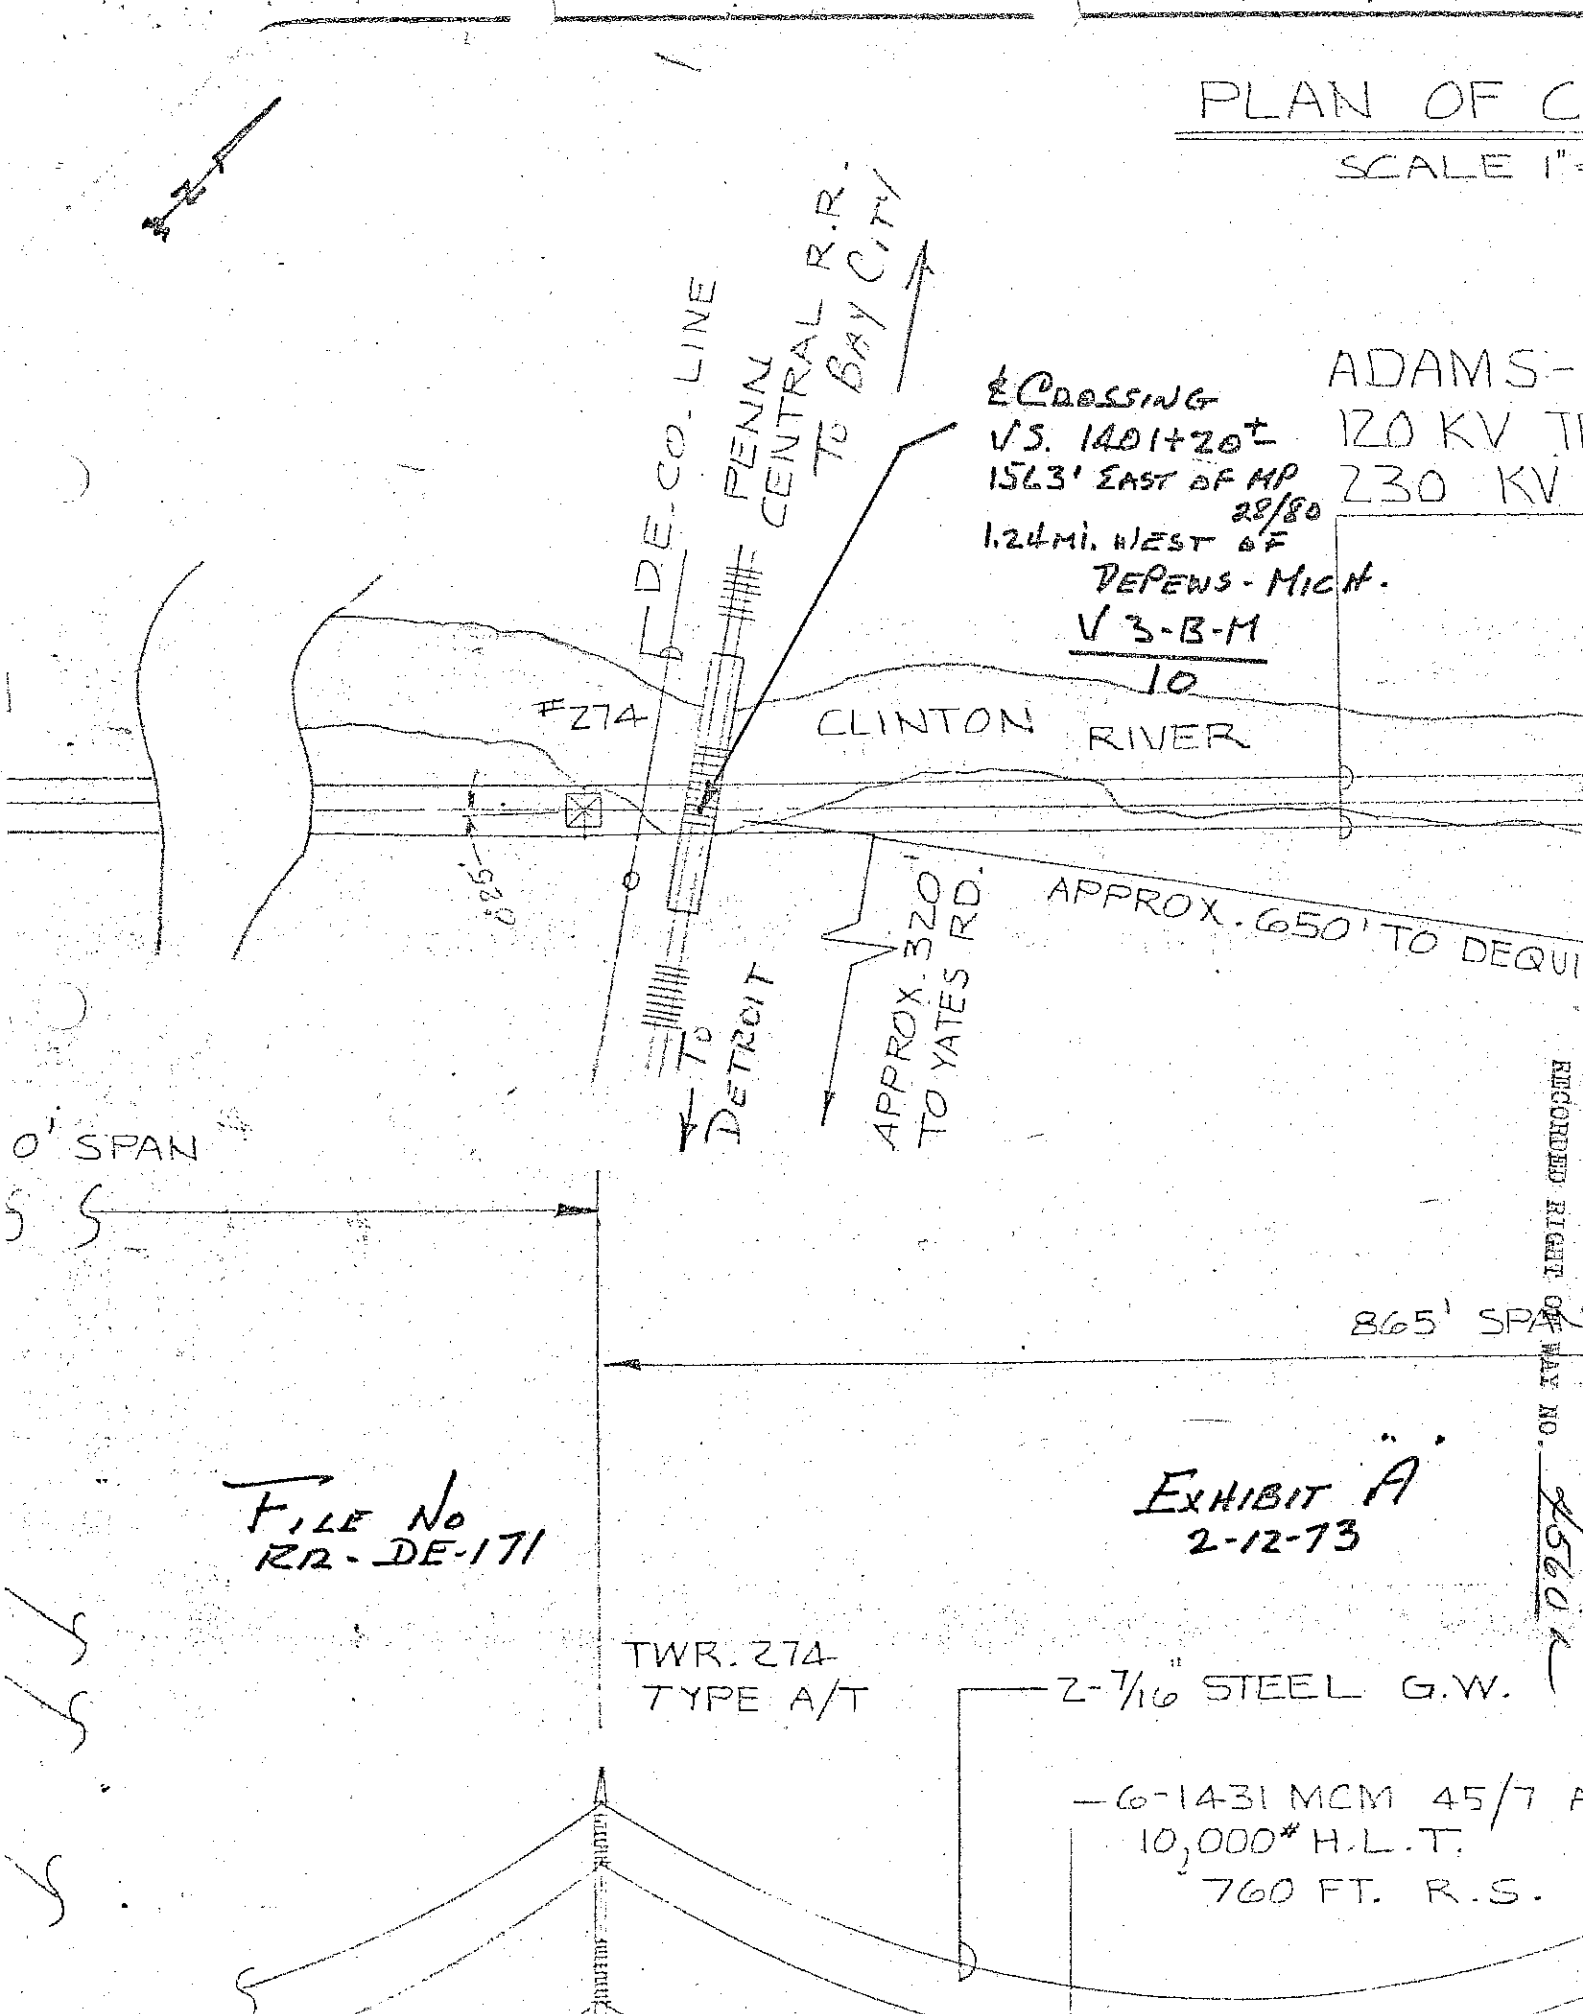 PLAN OF C
SCALE 1"=
N
D.E. CO. LINE
PENN
CENTRAL R.R.
TO BAY CITY
℄ CROSSING
V.S. 1401+20±
1563' EAST OF MP
28/80
1.24 MI. WEST OF
DEPEWS - MICH.
V 3-B-M
10
ADAMS-
120 KV
230 KV
#274
CLINTON RIVER
APPROX. 320'
TO YATES RD.
APPROX. 650' TO DEQUI
TO
DETROIT
0' SPAN
865' SPAN
RECORDED RIGHT OF WAY NO.
FILE NO
RR-DE-171
EXHIBIT "A"
2-12-73
TWR. 274
TYPE A/T
2-7/16" STEEL G.W.
6-1431 MCM 45/7 A
10,000# H.L.T.
760 FT. R.S.